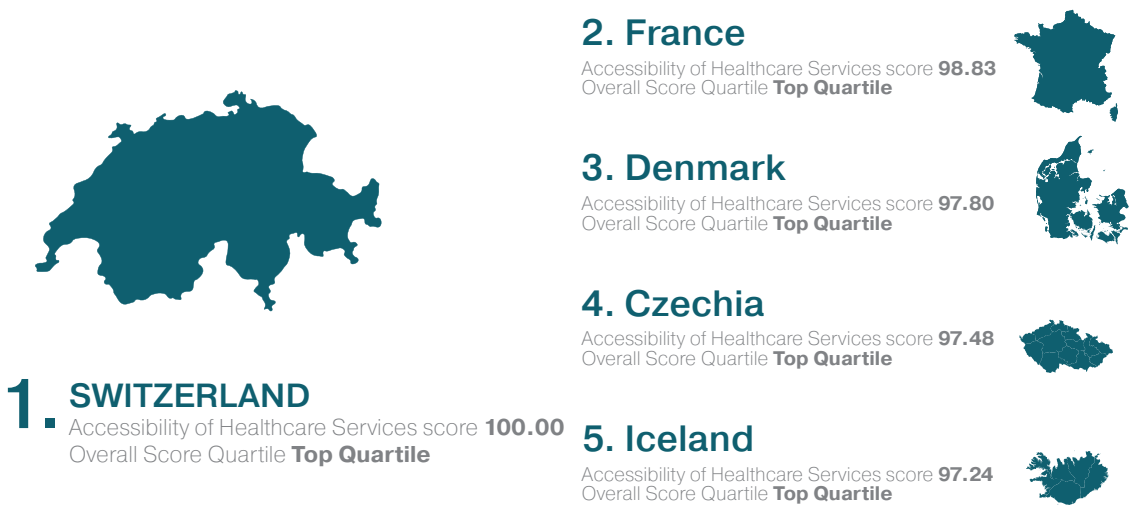 1. SWITZERLAND
Accessibility of Healthcare Services score 100.00
Overall Score Quartile Top Quartile
2. France
Accessibility of Healthcare Services score 98.83
Overall Score Quartile Top Quartile
3. Denmark
Accessibility of Healthcare Services score 97.80
Overall Score Quartile Top Quartile
4. Czechia
Accessibility of Healthcare Services score 97.48
Overall Score Quartile Top Quartile
5. Iceland
Accessibility of Healthcare Services score 97.24
Overall Score Quartile Top Quartile